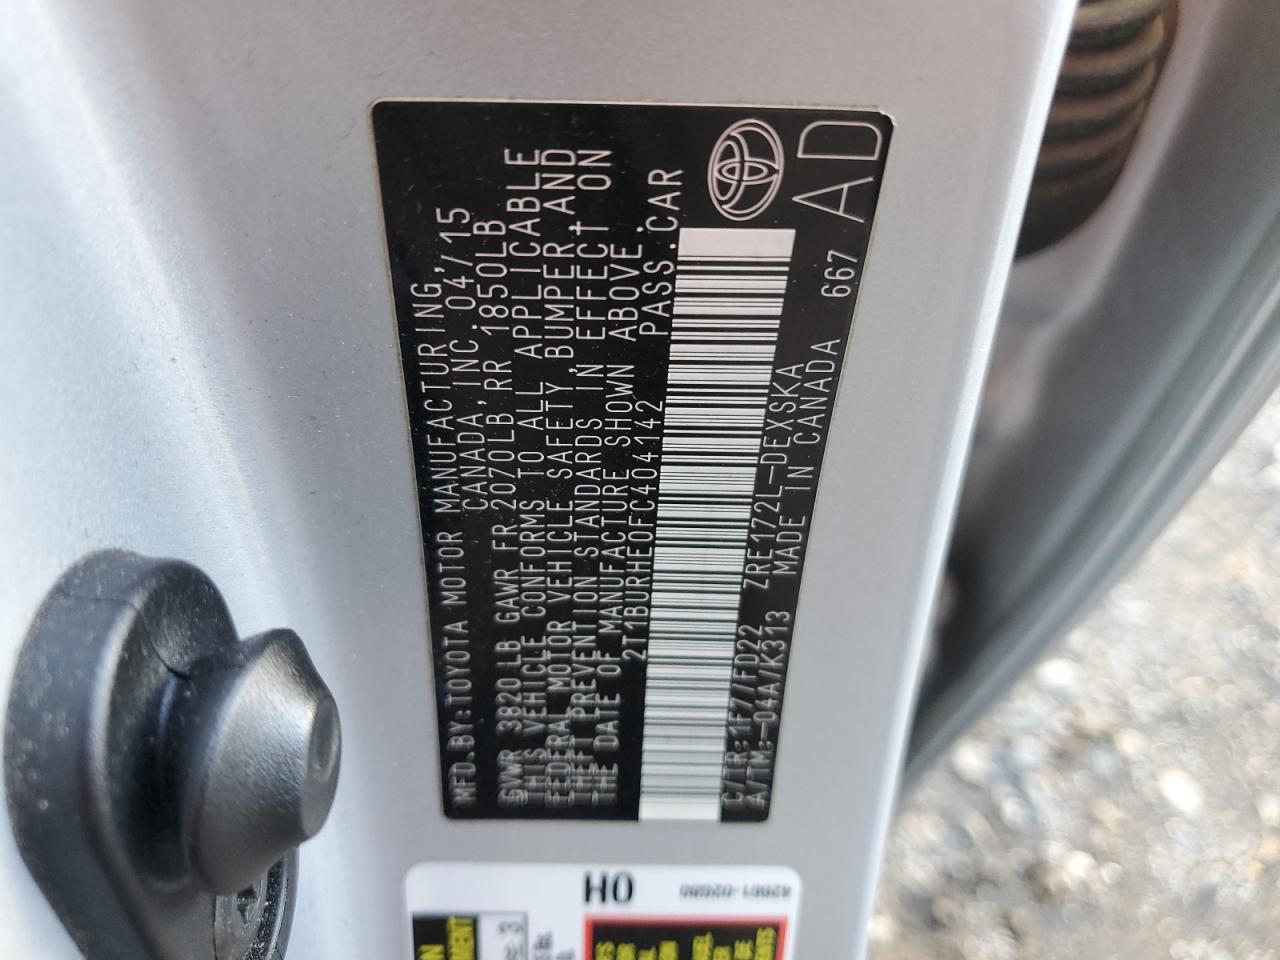 MFD.BY:TOYOTA MOTOR MANUFACTURING,
CANADA,INC. 04/15
GVWR 3820LB GAWR FR 2070LB,RR 1850LB
THIS VEHICLE CONFORMS TO ALL APPLICABLE
FEDERAL MOTOR VEHICLE SAFETY,BUMPER,AND
THEFT PREVENTION STANDARDS IN EFFECT ON
THE DATE OF MANUFACTURE SHOWN ABOVE.
2T1BURHE0FC404142 PASS.CAR
C/TR:1F7/FD22 ZRE172L-DEXSKA
A/TM:-04A/K313 MADE IN CANADA 667
AD
HO